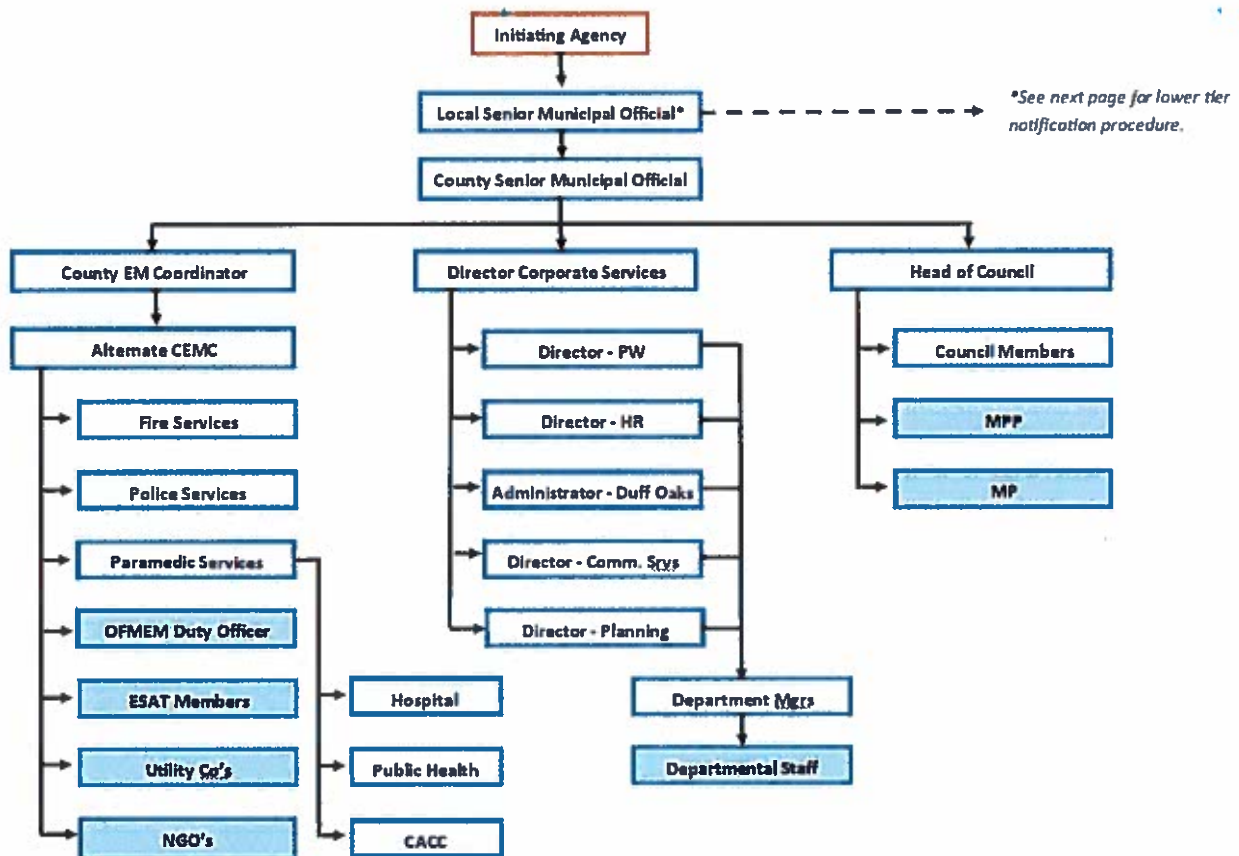 Initiating Agency
Local Senior Municipal Official*
*See next page for lower tier
notification procedure.
County Senior Municipal Official
County EM Coordinator
Director Corporate Services
Head of Council
Alternate CEMC
Director - PW
Council Members
Fire Services
Director - HR
MPP
Police Services
Administrator - Duff Oaks
MP
Paramedic Services
Director - Comm. Srvs
OFMEM Duty Officer
Director - Planning
ESAT Members
Hospital
Department Mgrs
Utility Co's
Public Health
Departmental Staff
NGO's
CACC